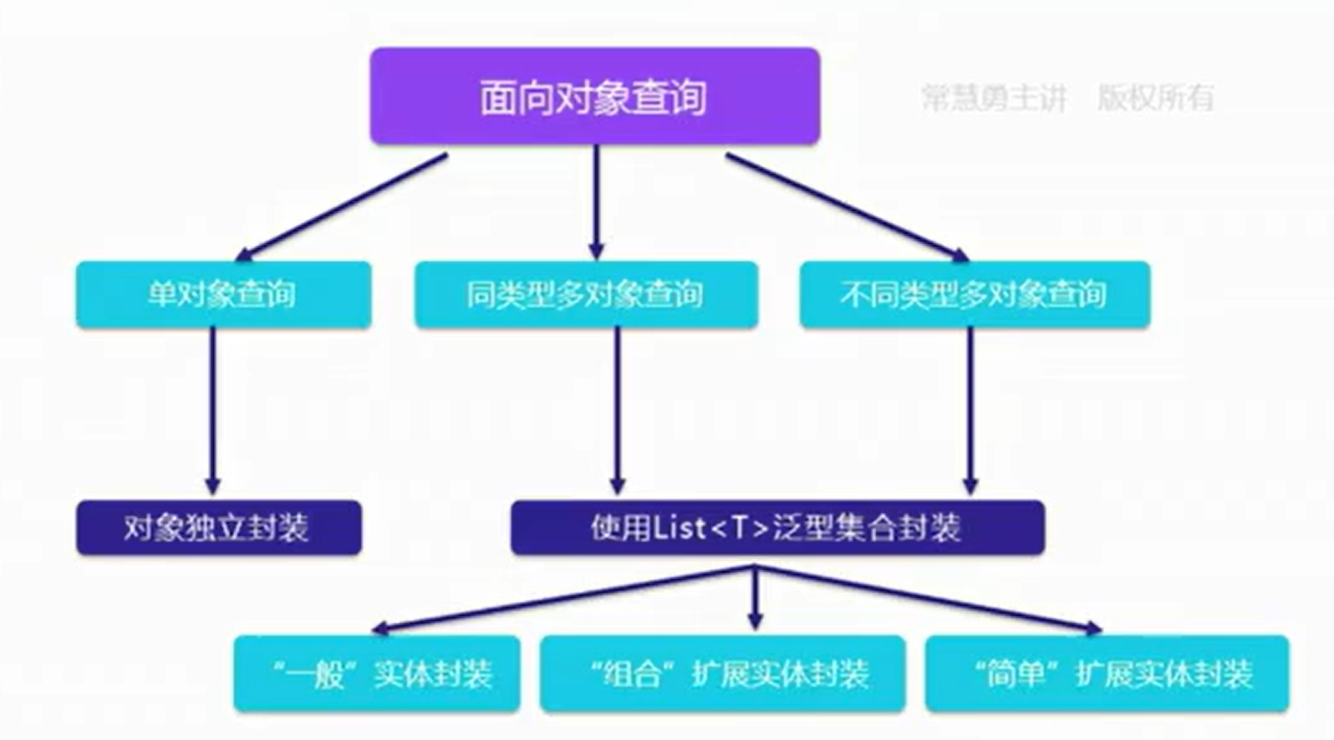 面向对象查询
常慧勇主讲 版权所有
单对象查询
同类型多对象查询
不同类型多对象查询
对象独立封装
使用List<T>泛型集合封装
“一般”实体封装
“组合”扩展实体封装
“简单”扩展实体封装